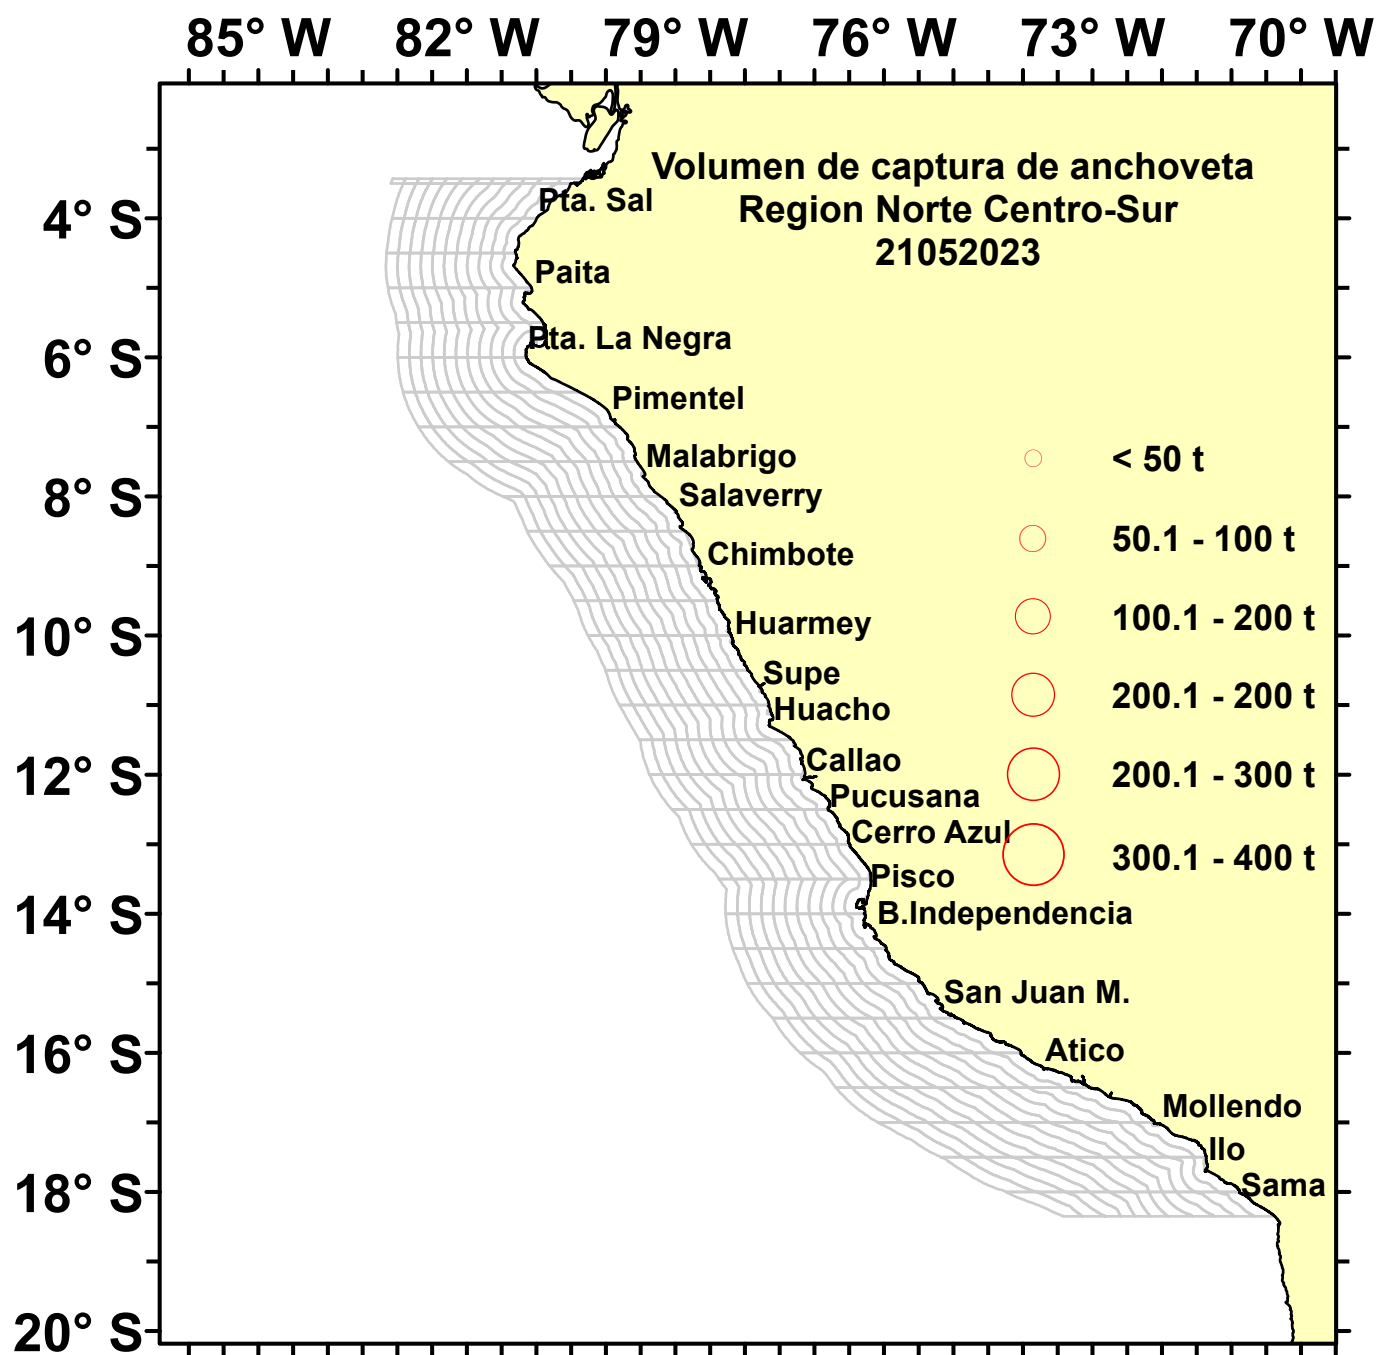 85° W 82° W 79° W 76° W 73° W 70° W
Volumen de captura de anchoveta
Region Norte Centro-Sur
21052023
4° S
6° S
8° S
10° S
12° S
14° S
16° S
18° S
20° S
Pta. Sal
Paita
Pta. La Negra
Pimentel
Malabrigo
Salaverry
Chimbote
Huarmey
Supe
Huacho
Callao
Pucusana
Cerro Azul
Pisco
B.Independencia
San Juan M.
Atico
Mollendo
Ilo
Sama
< 50 t
50.1 - 100 t
100.1 - 200 t
200.1 - 200 t
200.1 - 300 t
300.1 - 400 t